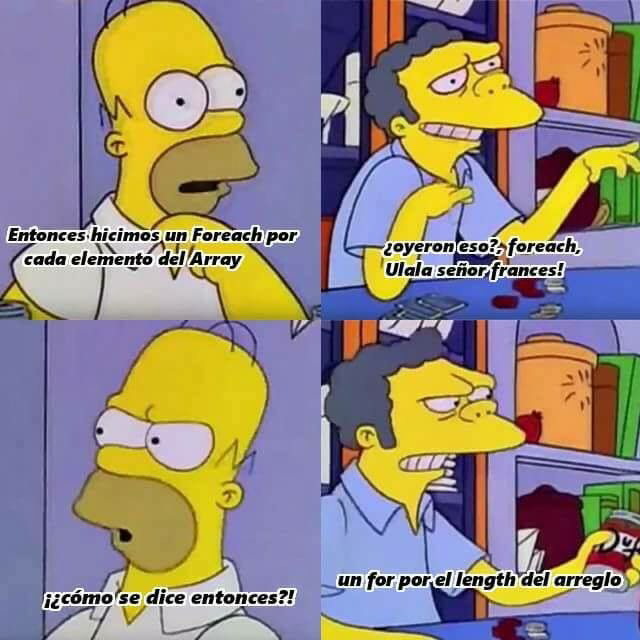 Entonces hicimos un Foreach por
cada elemento del Array
¿oyeron eso?, foreach,
Ulala señor frances!
¡¿cómo se dice entonces?!
un for por el length del arreglo